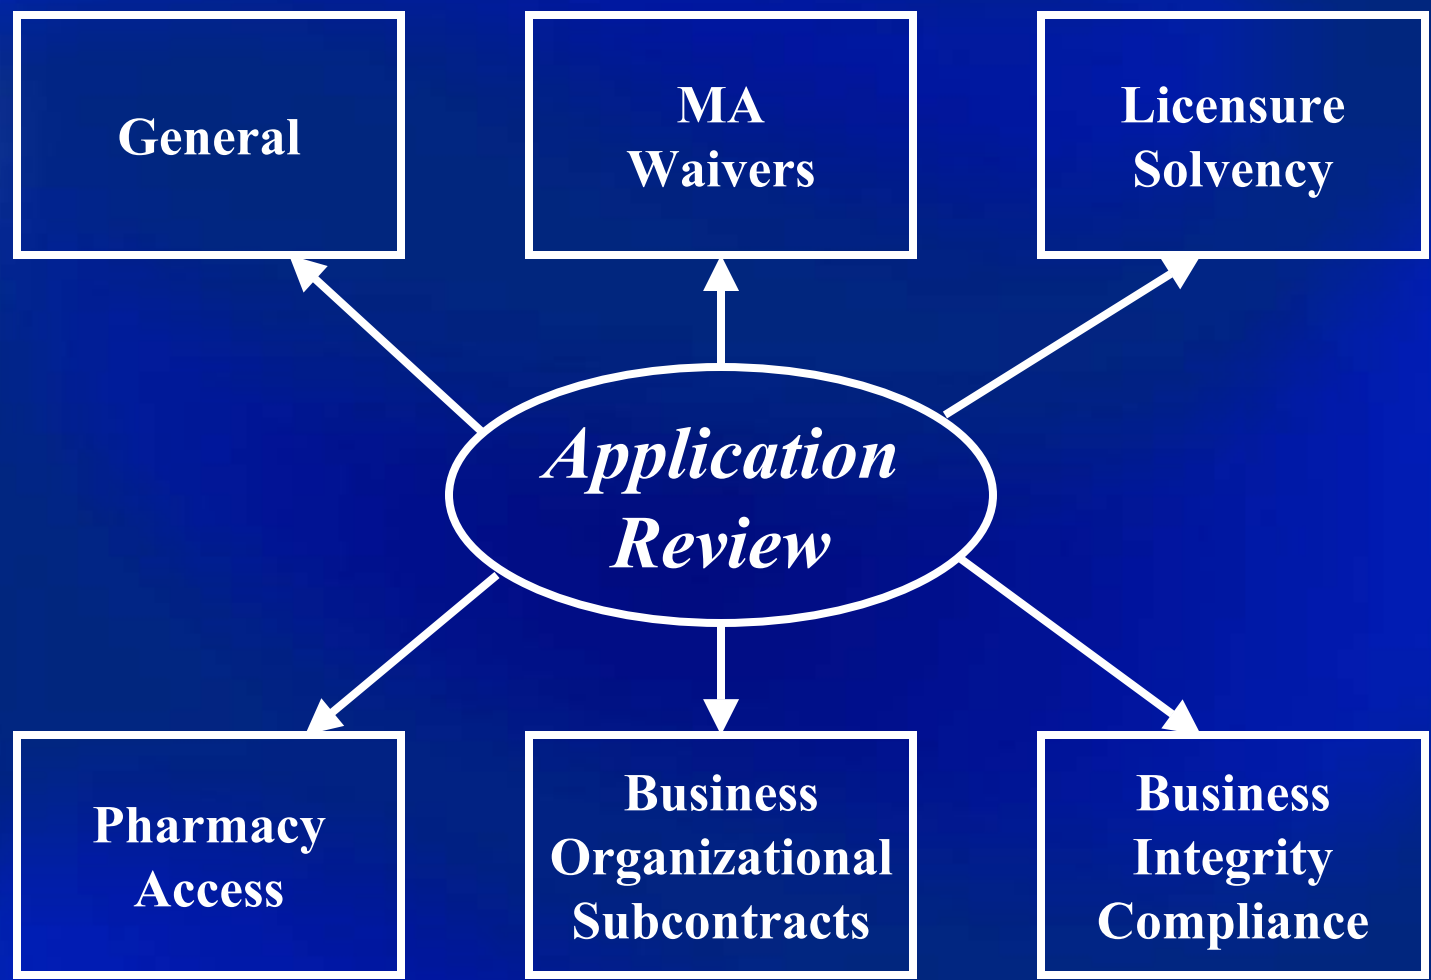 General
MA
Waivers
Licensure
Solvency
Application
Review
Pharmacy
Access
Business
Organizational
Subcontracts
Business
Integrity
Compliance